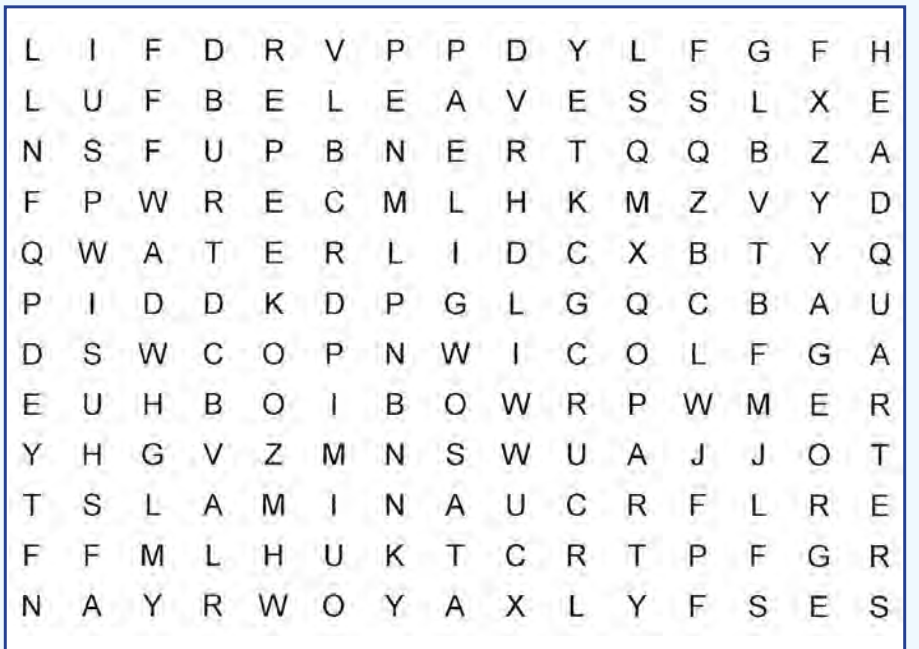 L I F D R V P P D Y L F G F H
L U F B E L E A V E S S L X E
N S F U P B N E R T Q Q B Z A
F P W R E C M L H K M Z V Y D
Q W A T E R L I D C X B T Y Q
P I D D K D P G L G Q C B A U
D S W C O P N W I C O L F G A
E U H B O I B O W R P W M E R
Y H G V Z M N S W U A J J O T
T S L A M I N A U C R F L R E
F F M L H U K T C R T P F G R
N A Y R W O Y A X L Y F S E S